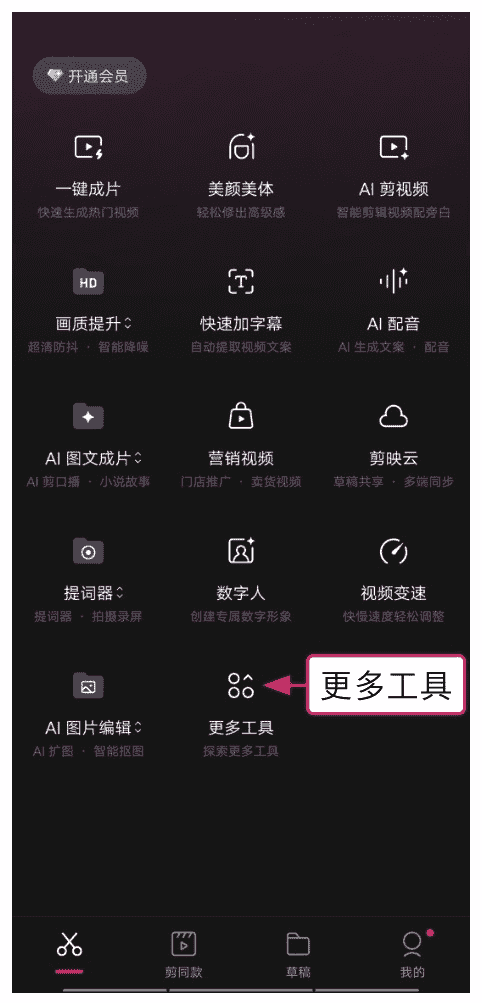 开通会员
一键成片
快速生成热门视频
美颜美体
轻松修出高级感
AI 剪视频
智能剪辑视频配旁白
画质提升
超清防抖 · 智能降噪
快速加字幕
自动提取视频文案
AI 配音
AI 生成文案 · 配音
AI 图文成片
AI 剪口播 · 小说故事
营销视频
门店推广 · 卖货视频
剪映云
草稿共享 · 多端同步
提词器
提词器 · 拍摄录屏
数字人
创建专属数字形象
视频变速
快慢速度轻松调整
AI 图片编辑
AI 扩图 · 智能抠图
更多工具
探索更多工具
更多工具
剪同款
草稿
我的
HD